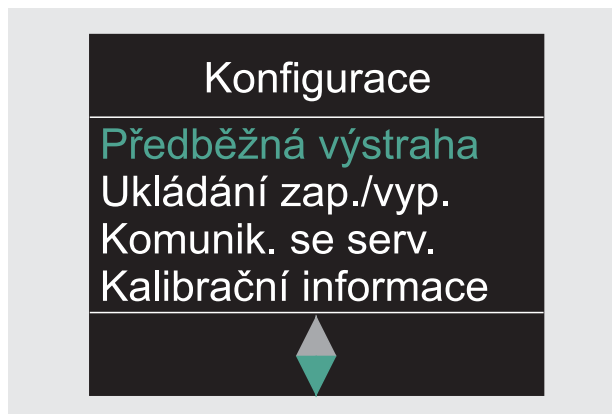 Konfigurace
Předběžná výstraha
Ukládání zap./vyp.
Komunik. se serv.
Kalibrační informace